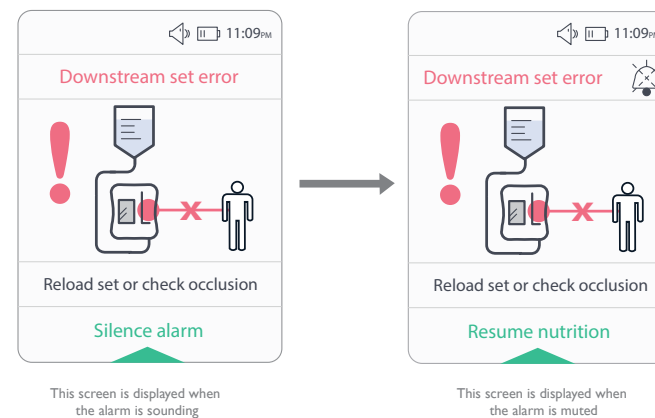 11:09PM
Downstream set error
Reload set or check occlusion
Silence alarm
This screen is displayed when
the alarm is sounding
11:09P
Downstream set error
Reload set or check occlusion
Resume nutrition
This screen is displayed when
the alarm is muted